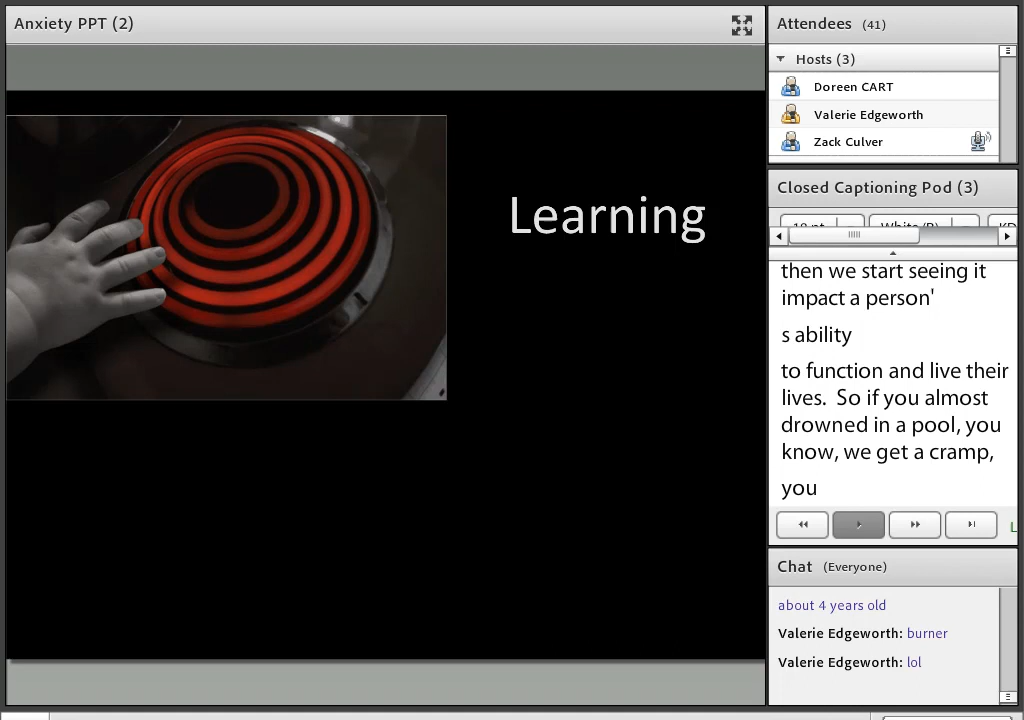 Anxiety PPT (2)
Learning
Attendees (41)
Hosts (3)
Doreen CART
Valerie Edgeworth
Zack Culver
Closed Captioning Pod (3)
then we start seeing it
impact a person'
s ability
to function and live their
lives.  So if you almost
drowned in a pool, you
know, we get a cramp,
you
Chat (Everyone)
about 4 years old
Valerie Edgeworth: burner
Valerie Edgeworth: lol